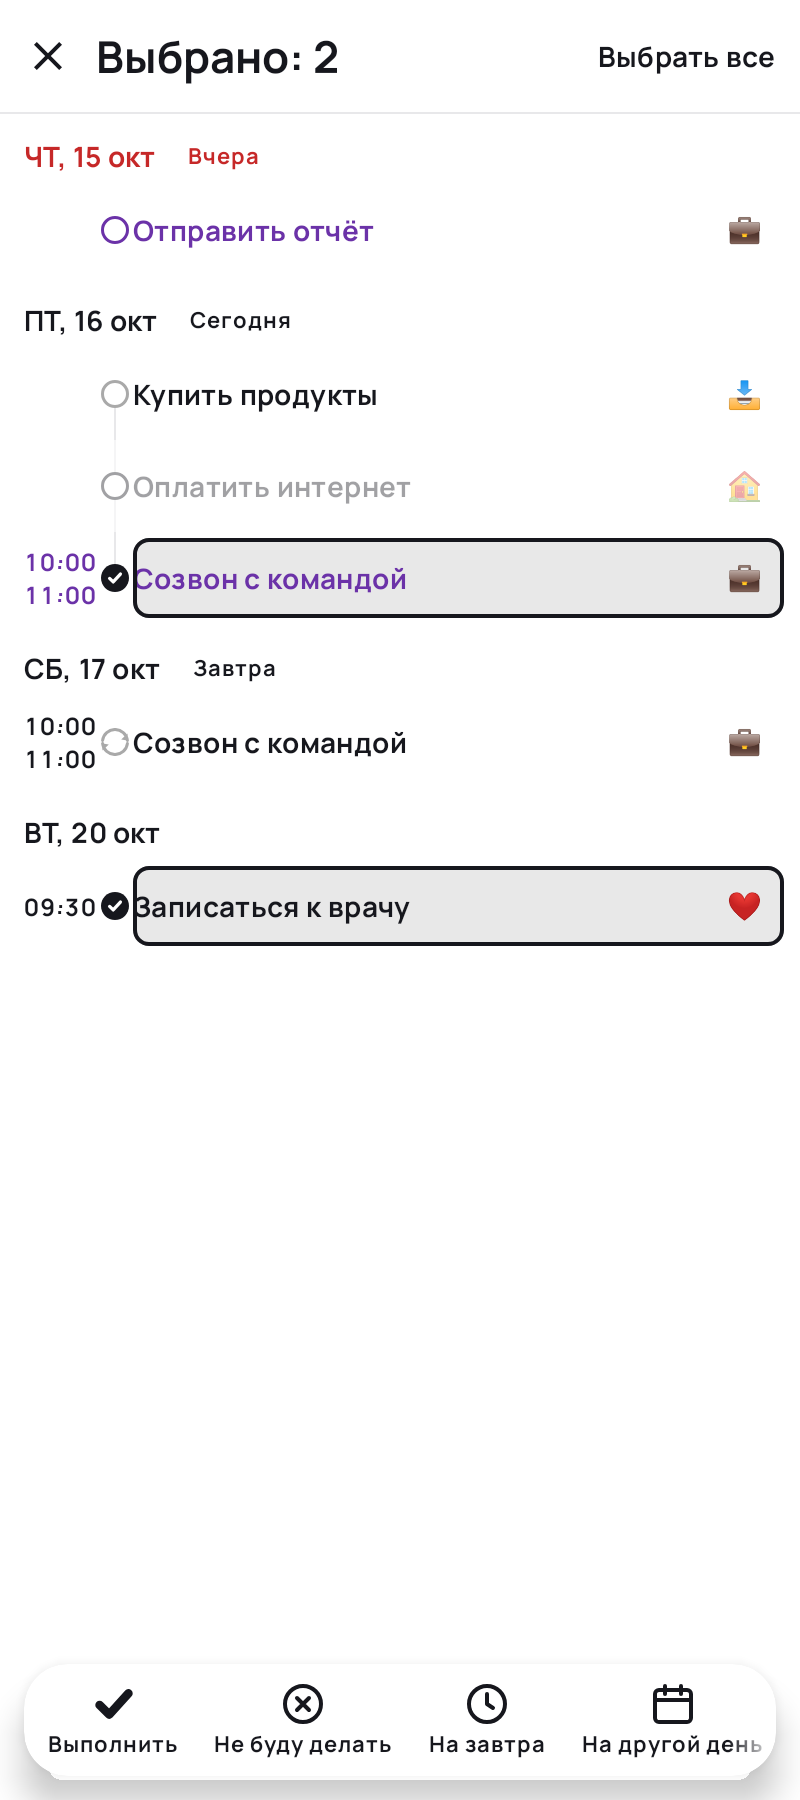 Выбрано: 2
Выбрать все
ЧТ, 15 окт Вчера
Отправить отчёт
ПТ, 16 окт Сегодня
Купить продукты
Оплатить интернет
10:00
11:00
Созвон с командой
СБ, 17 окт Завтра
10:00
11:00
Созвон с командой
ВТ, 20 окт
09:30 Записаться к врачу
Выполнить
Не буду делать
На завтра
На другой день